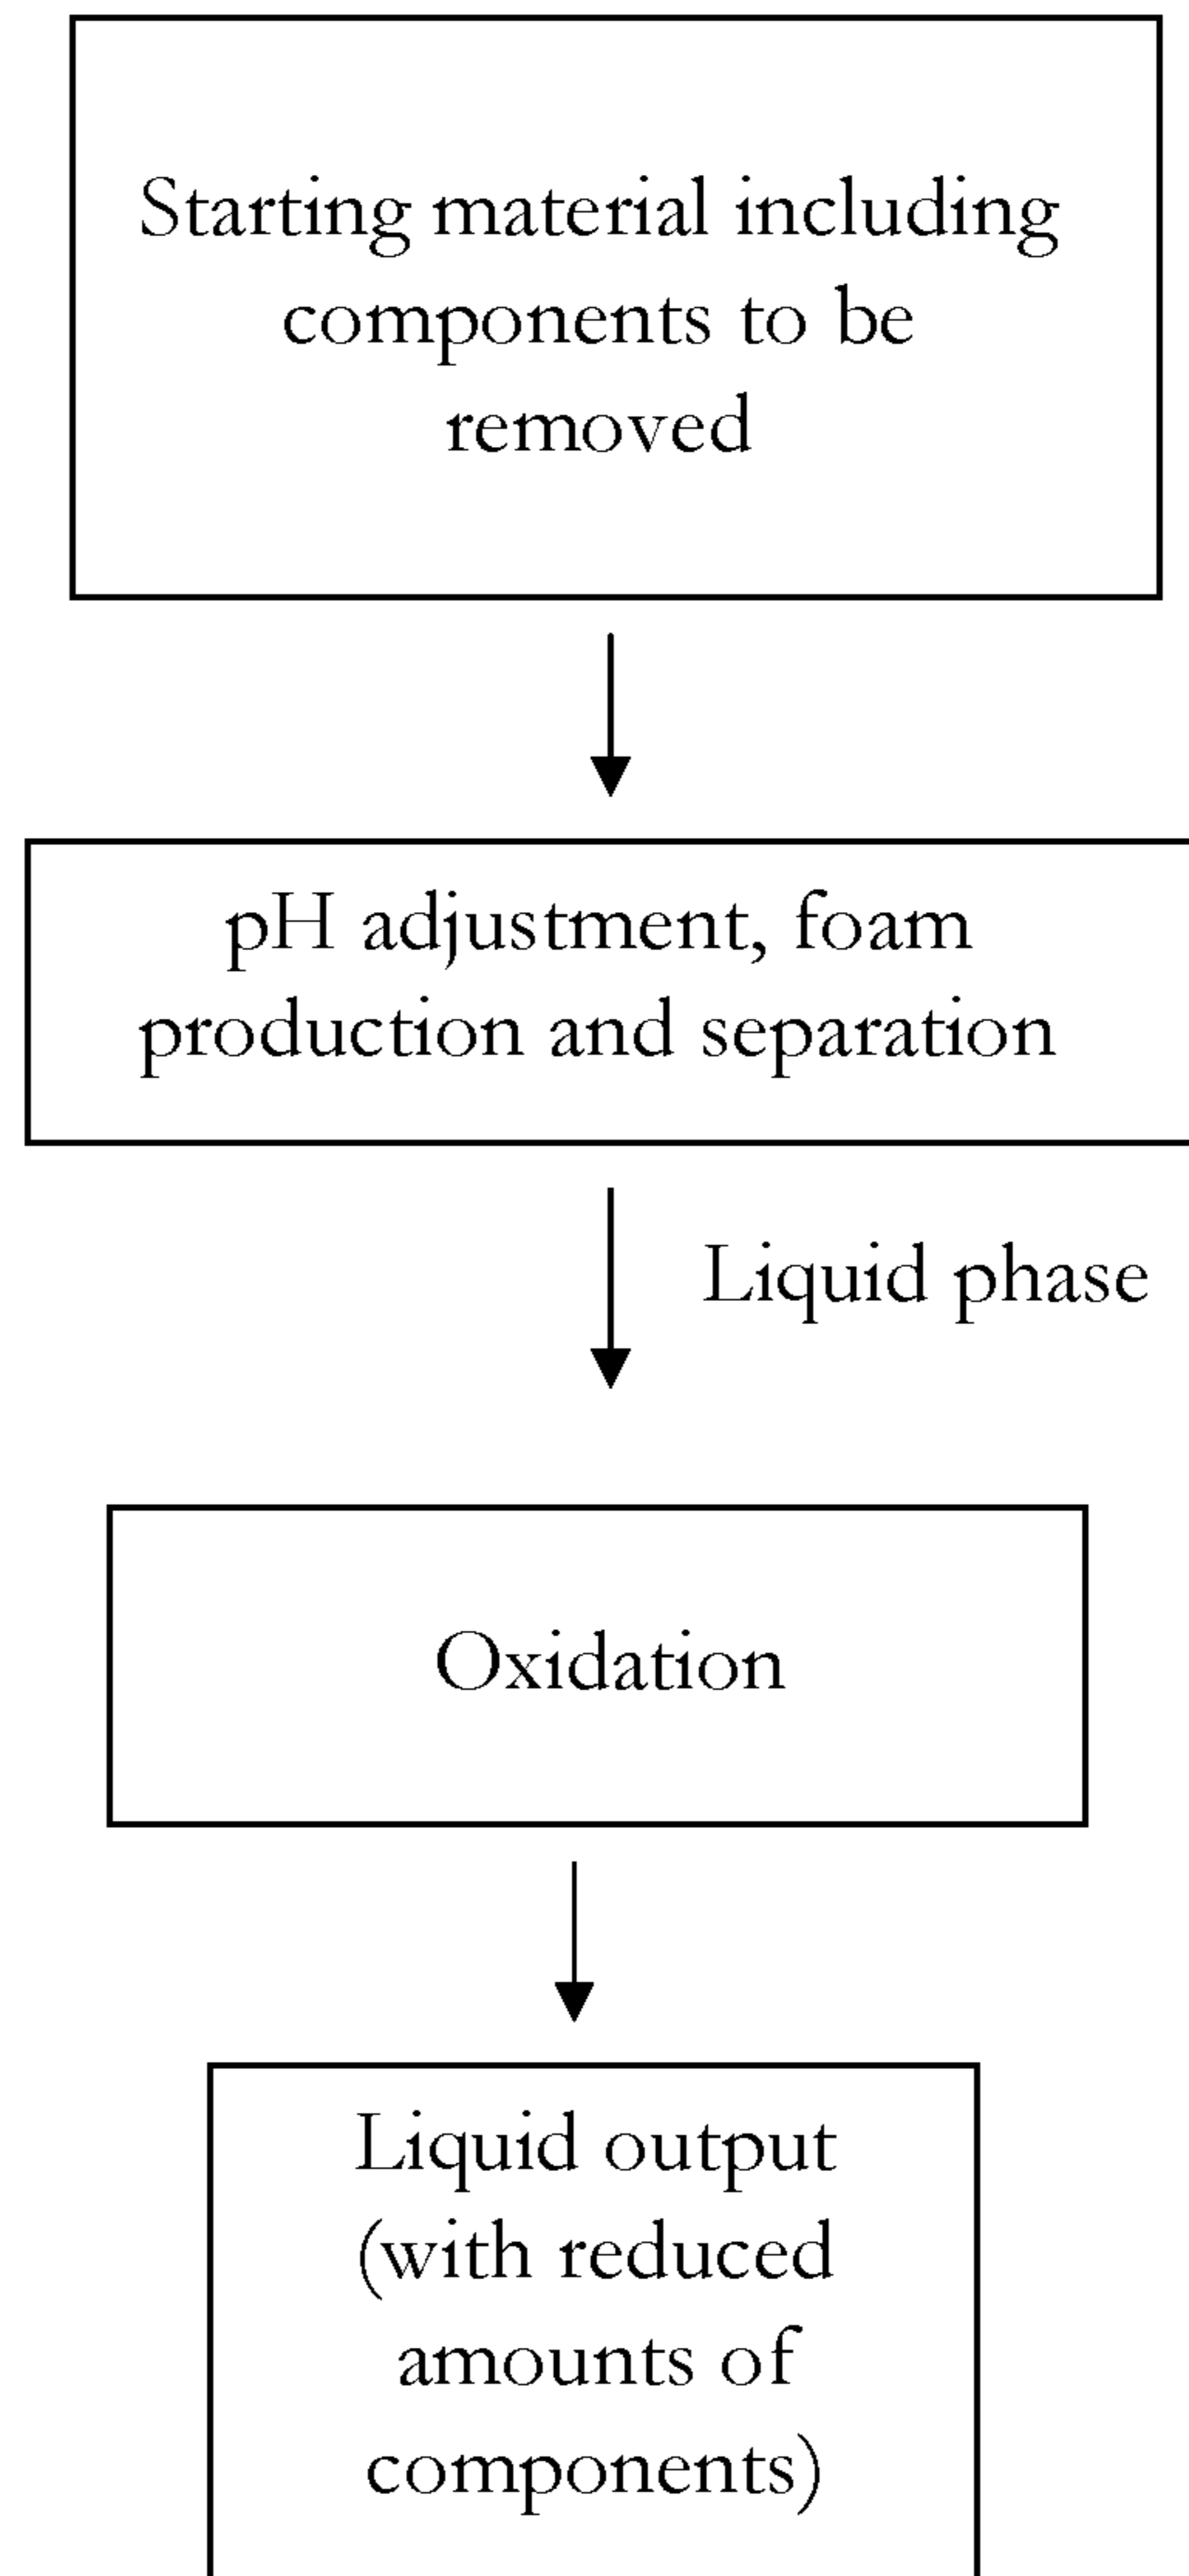 Starting material including
components to be
removed
pH adjustment, foam
production and separation
Liquid phase
Oxidation
Liquid output
(with reduced
amounts of
components)